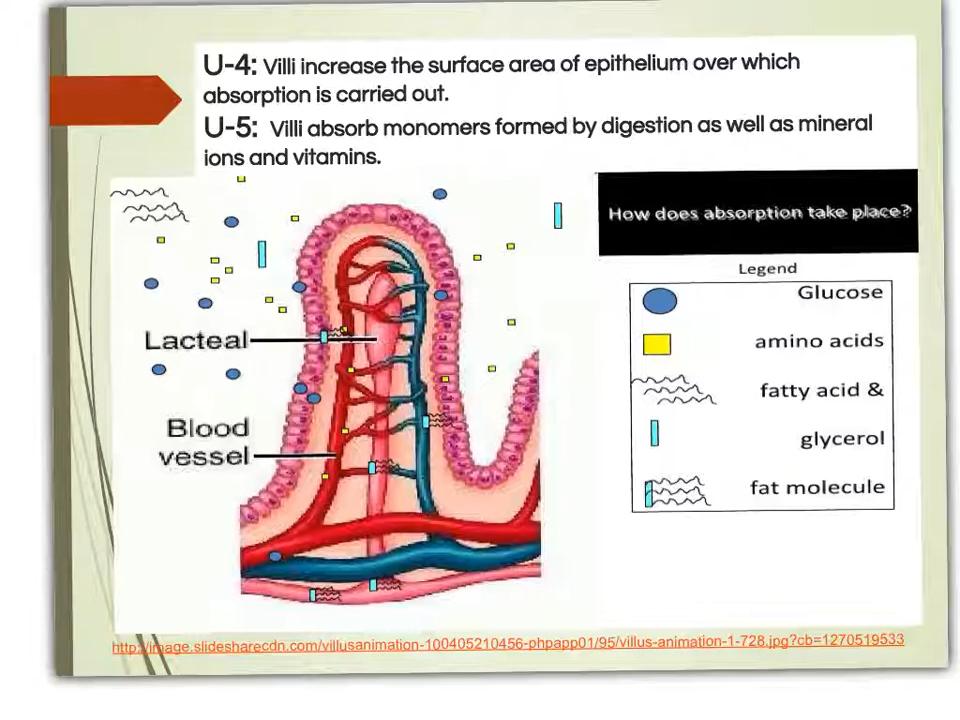 U-4: Villi increase the surface area of epithelium over which
absorption is carried out.
U-5: Villi absorb monomers formed by digestion as well as mineral
ions and vitamins.
How does absorption take place?
Legend
Glucose
amino acids
fatty acid &
glycerol
fat molecule
Lacteal
Blood
vessel
http://image.slidesharecdn.com/villusanimation-100405210456-phpapp01/95/villus-animation-1-728.jpg?cb=1270519533